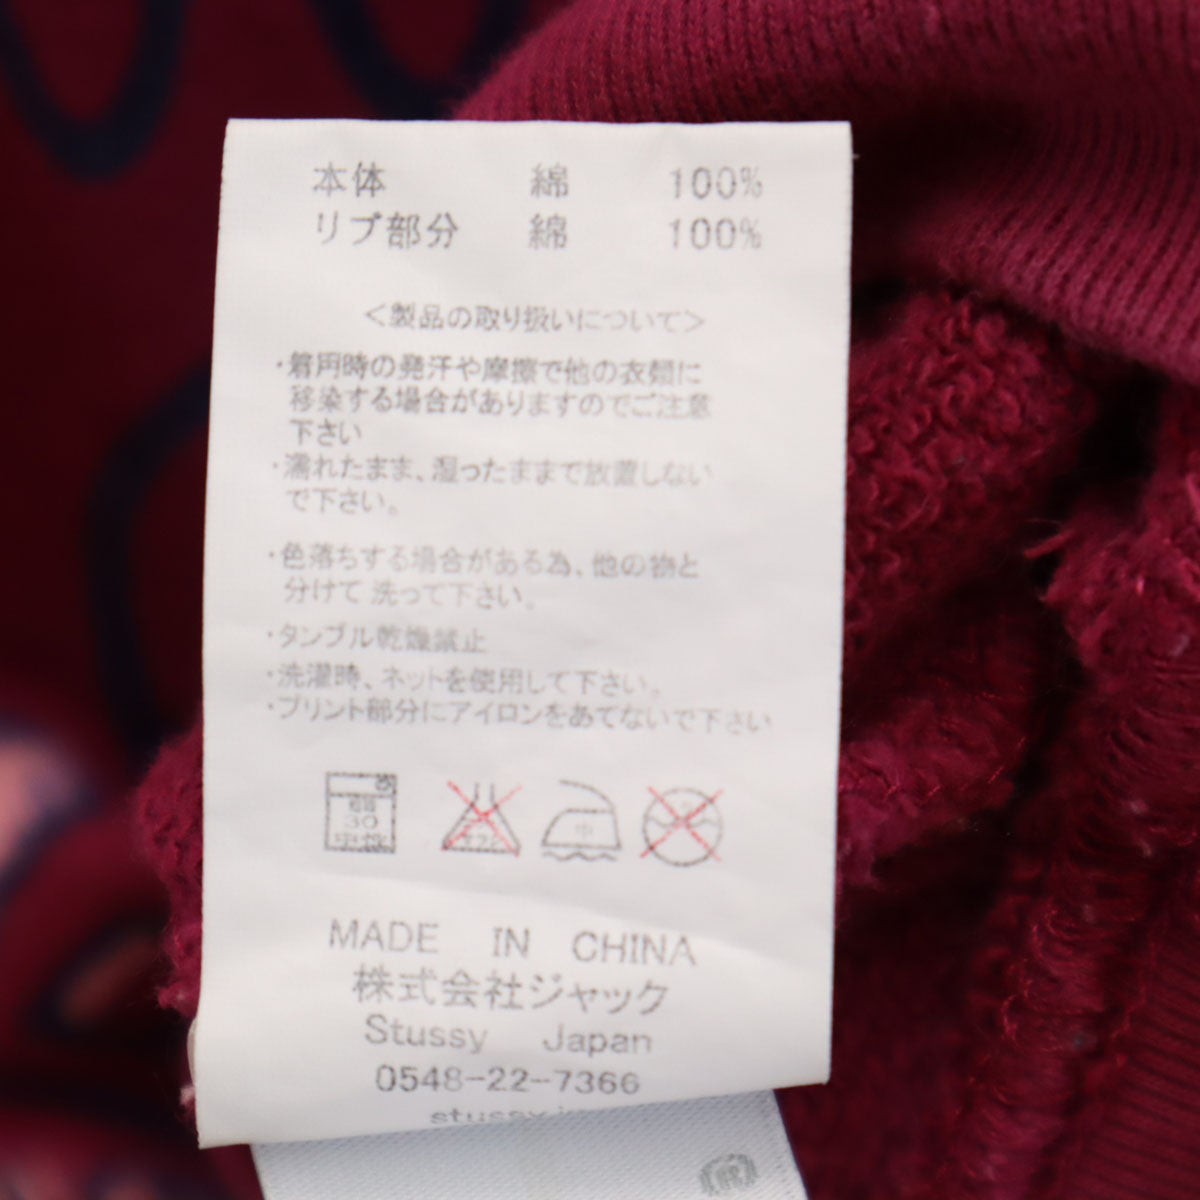 本体 綿 100%
リブ部分 綿 100%
<製品の取り扱いについて>
・着用時の発汗や摩擦で他の衣類に
移染する場合がありますのでご注意
下さい
・濡れたまま、湿ったままで放置しない
で下さい。
・色落ちする場合がある為、他の物と
分けて 洗って下さい。
・タンブル乾燥禁止
・洗濯時、ネットを使用して下さい。
・プリント部分にアイロンをあてないで下さい
30 中
MADE IN CHINA
株式会社ジャック
Stussy Japan
0548-22-7366